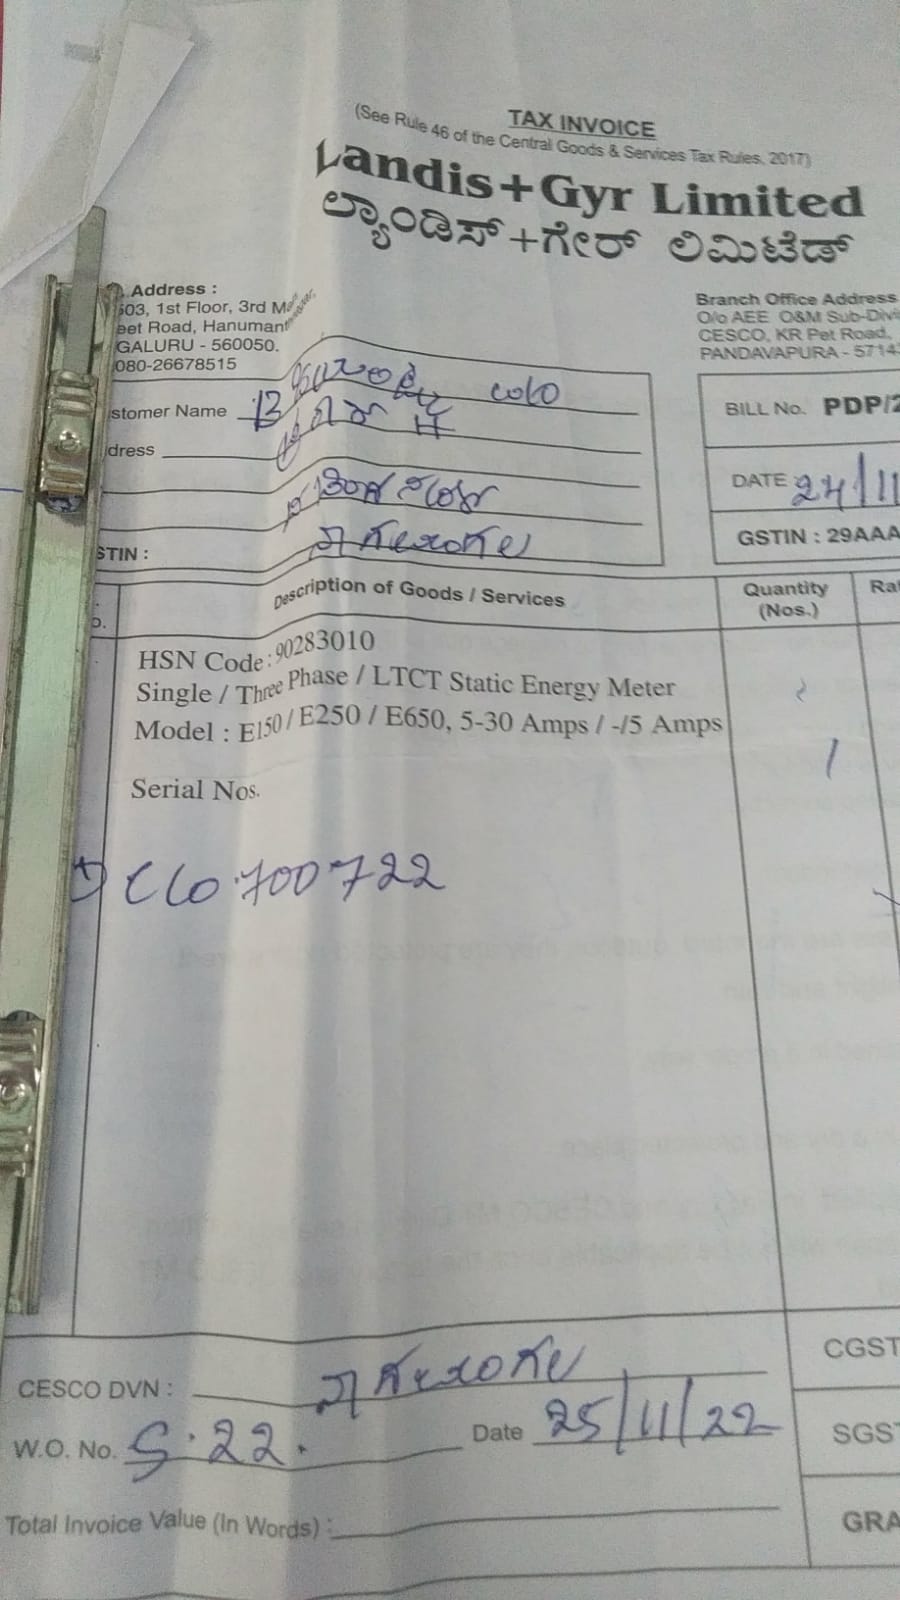 TAX INVOICE
(See Rule 46 of the Central Goods & Services Tax Rules, 2017)
Landis+Gyr Limited
ಲ್ಯಾಂಡಿಸ್+ಗೇರ್ ಲಿಮಿಟೆಡ್
Address :
503, 1st Floor, 3rd Main
eet Road, Hanumanthnagar,
GALURU - 560050.
080-26678515
Branch Office Address
O/o AEE O&M Sub-Divi
CESCO, KR Pet Road,
PANDAVAPURA - 5714
stomer Name
dress
STIN :
BILL No. PDP/2
DATE 24/11
GSTIN : 29AAA
Description of Goods / Services
Quantity
(Nos.)
Ra
HSN Code : 90283010
Single / Three Phase / LTCT Static Energy Meter
Model : E150 / E250 / E650, 5-30 Amps / -/5 Amps
1
Serial Nos.
700722
CESCO DVN :
W.O. No. 5.22. Date 25/11/22
Total Invoice Value (In Words) :
CGST
SGST
GRA